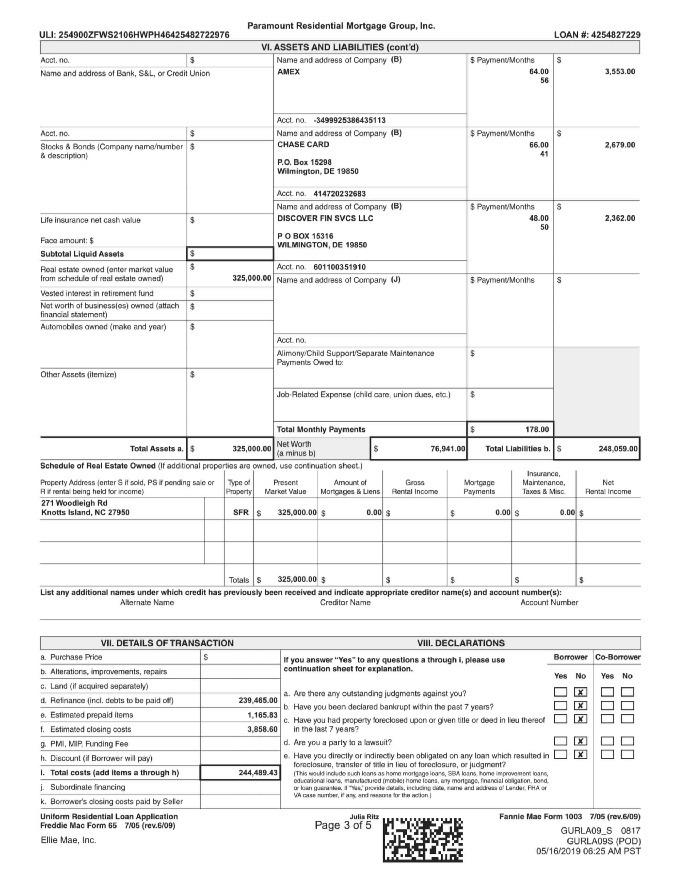 Paramount Residential Mortgage Group, Inc.
ULI: 254900ZFWS2106HWPH46425482722976 LOAN #: 4254827229
VI. ASSETS AND LIABILITIES (cont'd)
Acct. no. $ Name and address of Company (B) $ Payment/Months $
Name and address of Bank, S&L, or Credit Union AMEX 64.00 3,553.00
56
Acct. no. -3499925386435113
Acct. no. $ Name and address of Company (B) $ Payment/Months $
Stocks & Bonds (Company name/number & description) $ CHASE CARD 66.00 2,679.00
41
P.O. Box 15298
Wilmington, DE 19850
Acct. no. 414720232683
Name and address of Company (B) $ Payment/Months $
Life insurance net cash value $ DISCOVER FIN SVCS LLC 48.00 2,362.00
50
Face amount: $ P O BOX 15316
WILMINGTON, DE 19850
Subtotal Liquid Assets $
Real estate owned (enter market value from schedule of real estate owned) $ 325,000.00 Acct. no. 601100351910
Name and address of Company (J) $ Payment/Months $
Vested interest in retirement fund $
Net worth of business(es) owned (attach financial statement) $
Automobiles owned (make and year) $
Acct. no.
Alimony/Child Support/Separate Maintenance Payments Owed to: $
Other Assets (itemize) $
Job-Related Expense (child care, union dues, etc.) $
Total Monthly Payments $ 178.00
Total Assets a. $ 325,000.00 Net Worth (a minus b) $ 76,941.00 Total Liabilities b. $ 248,059.00
Schedule of Real Estate Owned (If additional properties are owned, use continuation sheet.)
Property Address (enter S if sold, PS if pending sale or R if rental being held for income) Type of Property Present Market Value Amount of Mortgages & Liens Gross Rental Income Mortgage Payments Insurance, Maintenance, Taxes & Misc. Net Rental Income
271 Woodleigh Rd
Knotts Island, NC 27950 SFR $ 325,000.00 $ 0.00 $ $ 0.00 $ 0.00 $
Totals $ 325,000.00 $ $ $ $ $
List any additional names under which credit has previously been received and indicate appropriate creditor name(s) and account number(s):
Alternate Name Creditor Name Account Number
VII. DETAILS OF TRANSACTION
a. Purchase Price $
b. Alterations, improvements, repairs
c. Land (if acquired separately)
d. Refinance (incl. debts to be paid off) 239,465.00
e. Estimated prepaid items 1,165.83
f. Estimated closing costs 3,858.60
g. PMI, MIP, Funding Fee
h. Discount (if Borrower will pay)
i. Total costs (add items a through h) 244,489.43
j. Subordinate financing
k. Borrower's closing costs paid by Seller
VIII. DECLARATIONS
If you answer "Yes" to any questions a through i, please use continuation sheet for explanation. Borrower Co-Borrower
Yes No Yes No
a. Are there any outstanding judgments against you? X
b. Have you been declared bankrupt within the past 7 years? X
c. Have you had property foreclosed upon or given title or deed in lieu thereof in the last 7 years? X
d. Are you a party to a lawsuit? X
e. Have you directly or indirectly been obligated on any loan which resulted in foreclosure, transfer of title in lieu of foreclosure, or judgment? X
(This would include such loans as home mortgage loans, SBA loans, home improvement loans, educational loans, manufactured (mobile) home loans, any mortgage, financial obligation, bond, or loan guarantee. If "Yes," provide details, including date, name and address of Lender, FHA or VA case number, if any, and reasons for the action.)
Uniform Residential Loan Application
Freddie Mac Form 65 7/05 (rev.6/09)
Julia Ritz
Page 3 of 5
Fannie Mae Form 1003 7/05 (rev.6/09)
Ellie Mae, Inc.
GURLA09_S 0817
GURLA09S (POD)
05/16/2019 06:25 AM PST